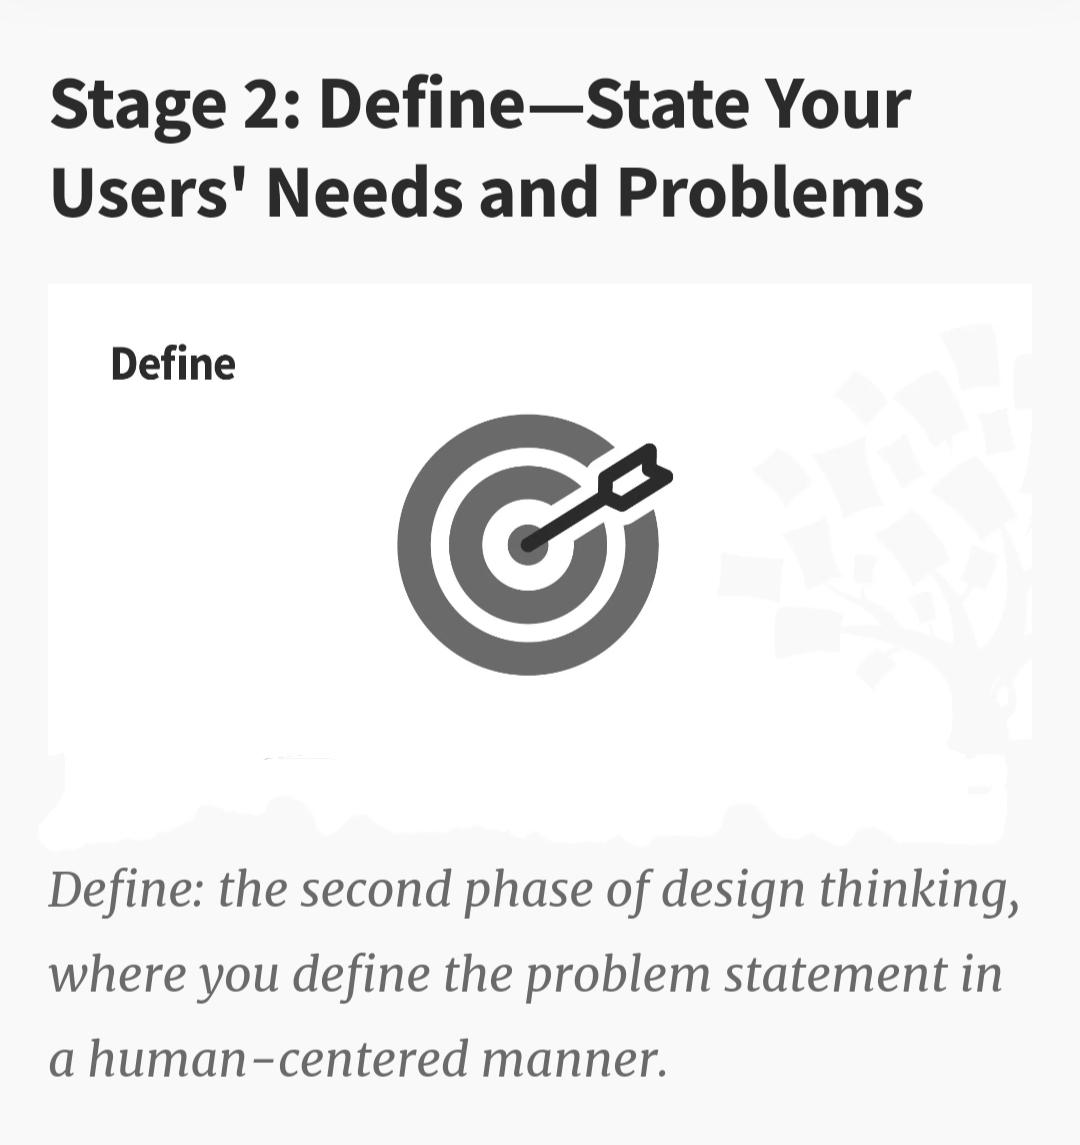 Stage 2: Define—State Your
Users' Needs and Problems
Define
Define: the second phase of design thinking,
where you define the problem statement in
a human-centered manner.